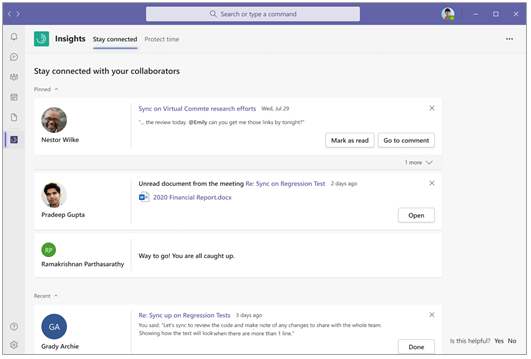 Search or type a command
Insights Stay connected Protect time
Stay connected with your collaborators
Pinned
Sync on Virtual Commte research efforts Wed, Jul 29
"... the review today. @Emily can you get me those links by tonight?"
Nestor Wilke
Mark as read Go to comment
1 more
Unread document from the meeting Re: Sync on Regression Test 2 days ago
2020 Financial Report.docx
Pradeep Gupta
Open
RP
Ramakrishnan Parthasarathy
Way to go! You are all caught up.
Recent
Re: Sync up on Regression Tests 3 days ago
GA
You said: "Let's sync to review the code and make note of any changes to share with the whole team.
Showing how the text will look when there are more than 1 line."
Grady Archie
Done
Is this helpful? Yes No